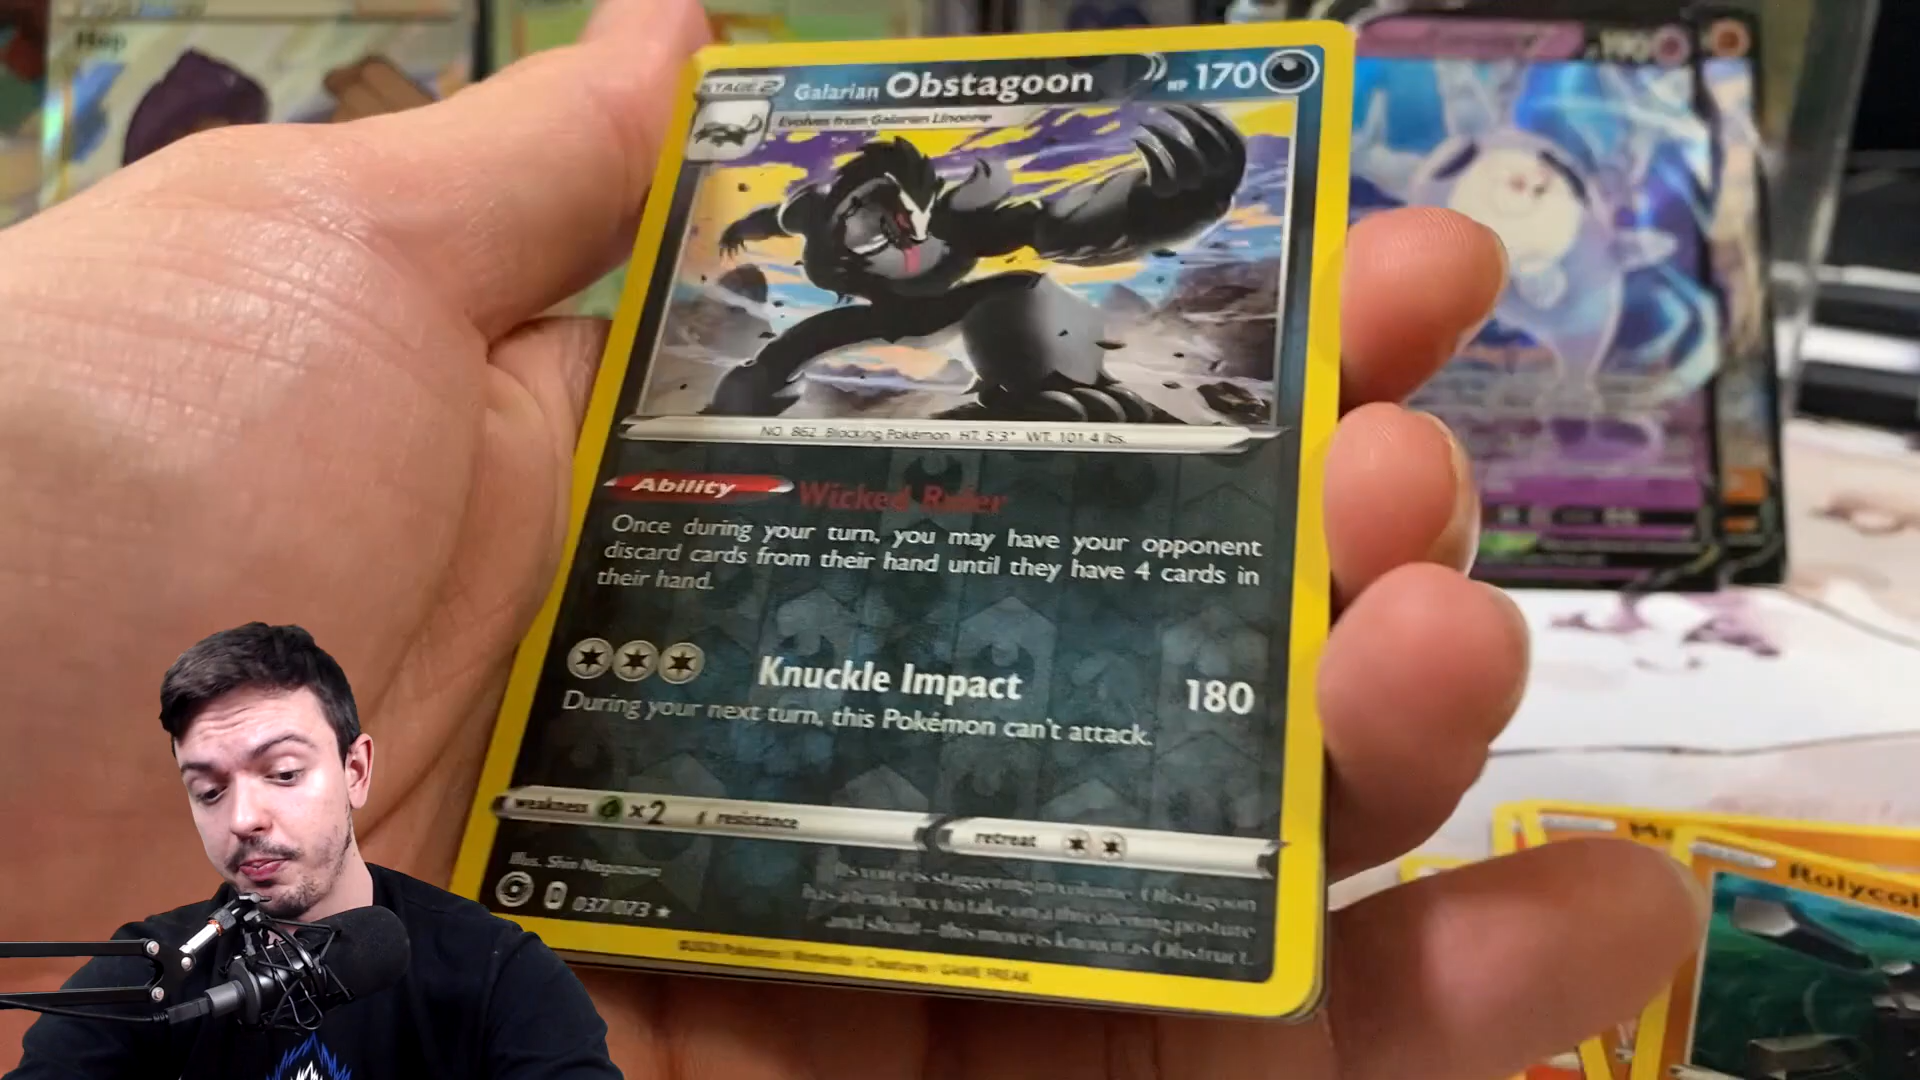 Hop
STAGE 2 Galarian Obstagoon HP 170
Evolves from Galarian Linoone
190
NO. 862 Blocking Pokémon HT. 5'3" WT. 101.4 lbs.
Ability Wicked Ruler
Once during your turn, you may have your opponent
discard cards from their hand until they have 4 cards in
their hand.
Knuckle Impact 180
During your next turn, this Pokémon can't attack.
weakness ×2 resistance retreat
Illus. Shin Nagasawa
Its voice is staggering in volume. Obstagoon
has a tendency to take on a threatening posture
and shout—this move is known as Obstruct.
037/073 ★
©2020 Pokémon / Nintendo / Creatures / GAME FREAK
Rolycol